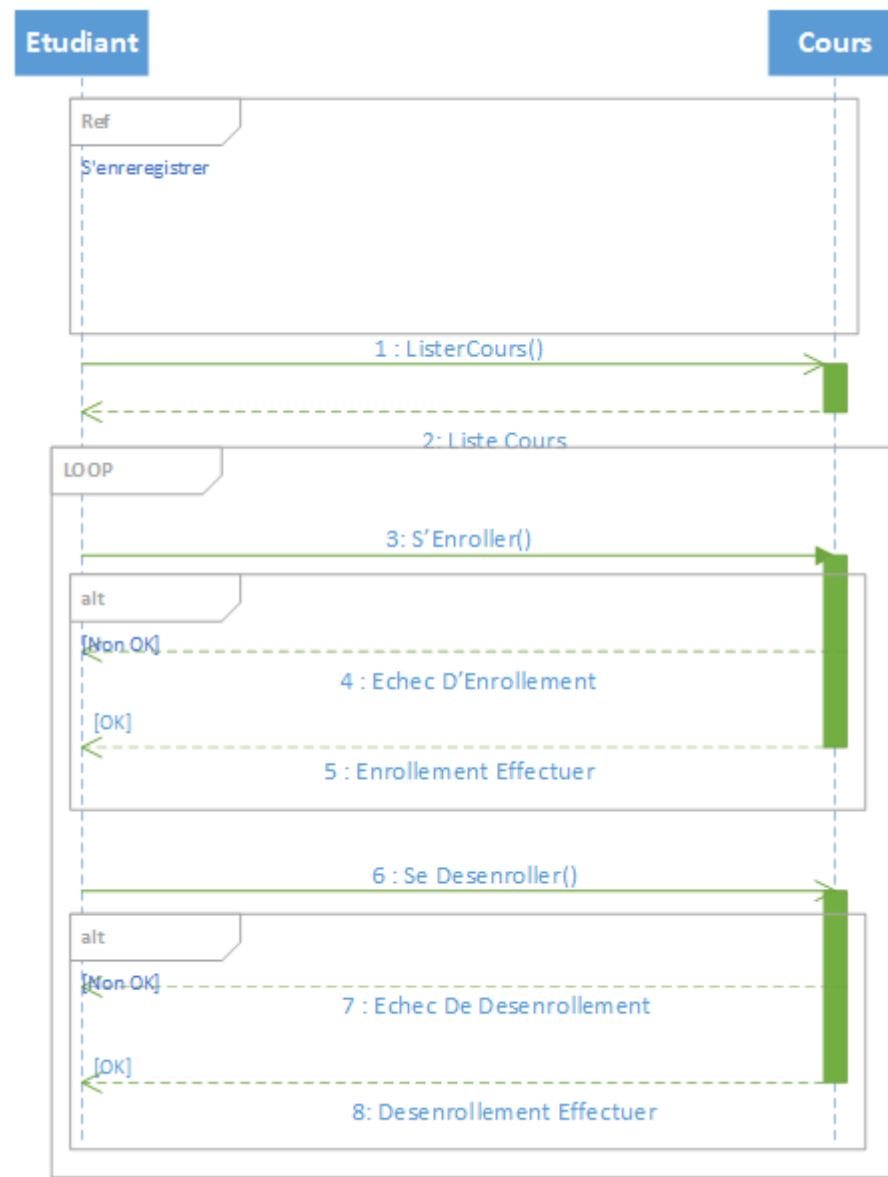 Etudiant
Cours
Ref
S'enreregistrer
1 : ListerCours()
2: Liste Cours
LOOP
3: S’Enroller()
alt
[Non OK]
4 : Echec D’Enrollement
[OK]
5 : Enrollement Effectuer
6 : Se Desenroller()
alt
[Non OK]
7 : Echec De Desenrollement
[OK]
8: Desenrollement Effectuer